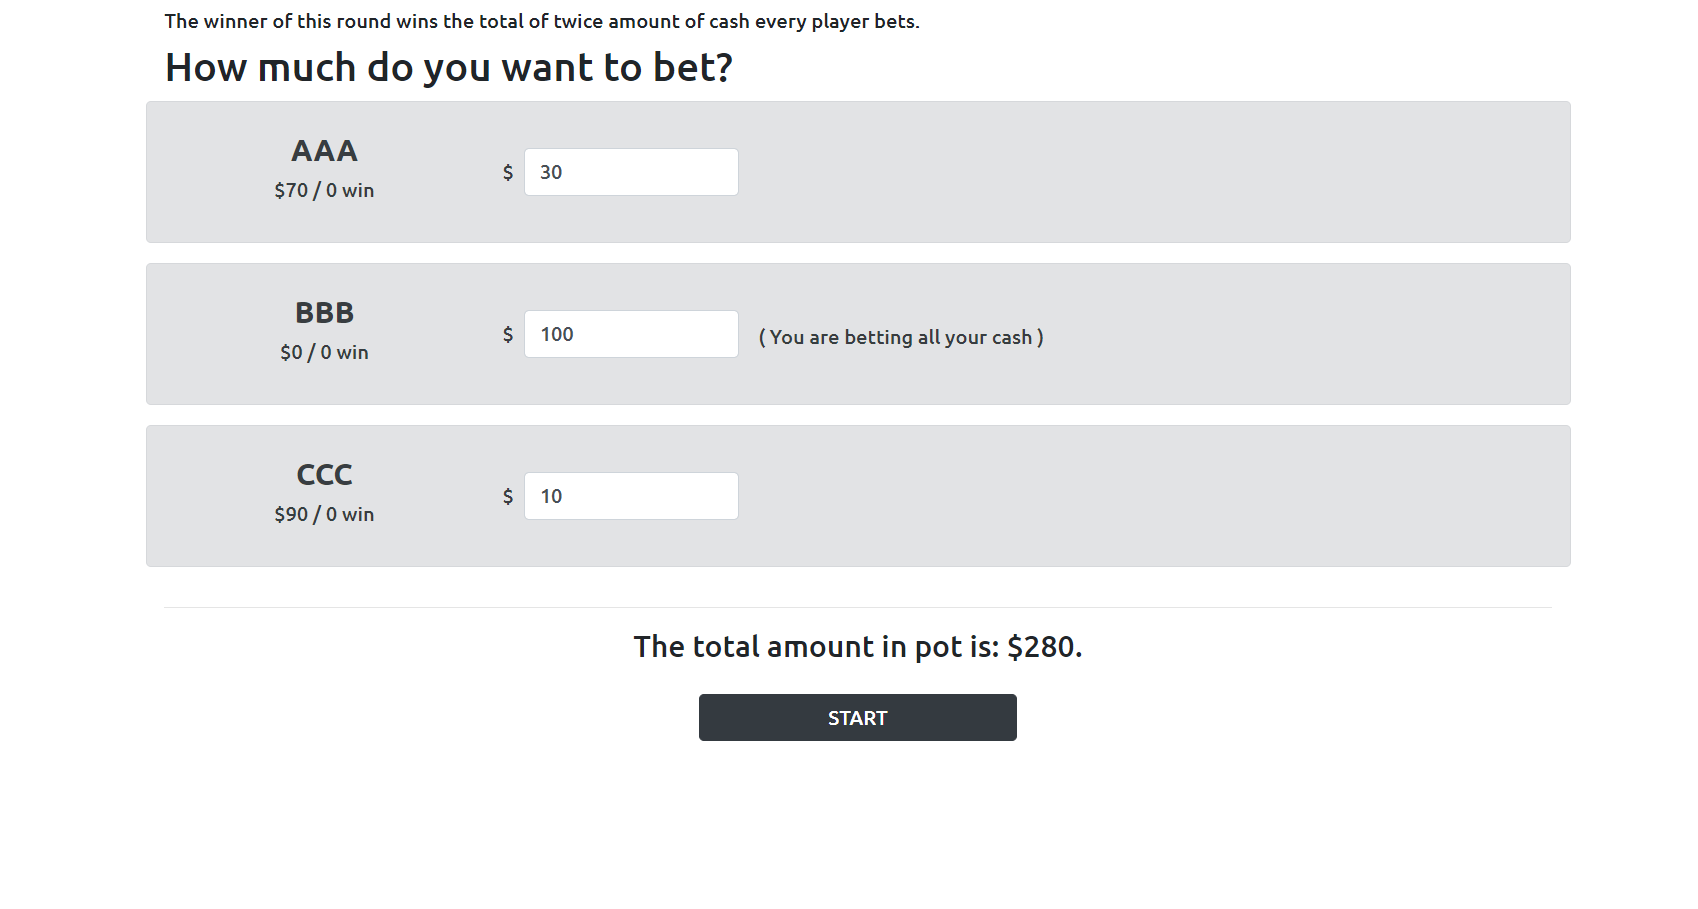 The winner of this round wins the total of twice amount of cash every player bets.
How much do you want to bet?
AAA
$70 / 0 win
$ 30
BBB
$0 / 0 win
$ 100 ( You are betting all your cash )
CCC
$90 / 0 win
$ 10
The total amount in pot is: $280.
START